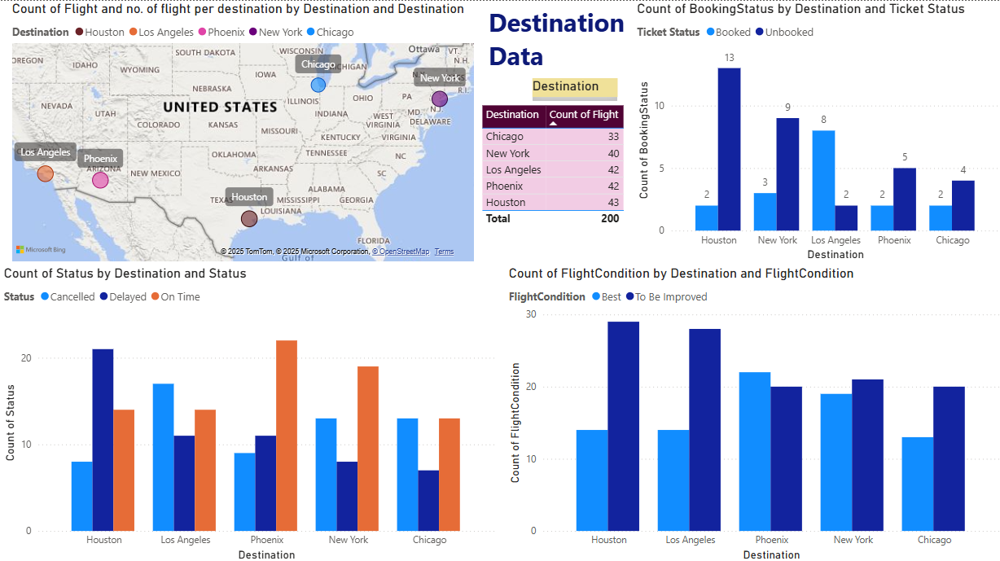 Count of Flight and no. of flight per destination by Destination and Destination
Destination Houston Los Angeles Phoenix New York Chicago
OREGON
IDAHO
WYOMING
SOUTH DAKOTA
WISCONSIN
Ottawa
VT.
N.H.
Chicago
New York
R.I.
NEVADA
UTAH
COLORADO
NEBRASKA
IOWA
UNITED STATES
KANSAS
MISSOURI
ILLINOIS
INDIANA
OHIO
PA
N.J.
MD
DELAWARE
WEST
VIRGINIA
KENTUCKY
VIRGINIA
Los Angeles
Phoenix
ARIZONA
NEW MEXICO
OKLAHOMA
ARKANSAS
TENNESSEE
NC
SC
ALABAMA
MISSISSIPPI
GEORGIA
Houston
TEXAS
LOUISIANA
FLORIDA
Gulf of
Microsoft Bing
© 2025 TomTom, © 2025 Microsoft Corporation, © OpenStreetMap Terms
Destination
Data
Destination
Destination Count of Flight
Chicago 33
New York 40
Los Angeles 42
Phoenix 42
Houston 43
Total 200
Count of BookingStatus by Destination and Ticket Status
Ticket Status Booked Unbooked
Count of BookingStatus
10
5
0
2 13
3 9
8 2
2 5
2 4
Houston New York Los Angeles Phoenix Chicago
Destination
Count of Status by Destination and Status
Status Cancelled Delayed On Time
Count of Status
20
10
0
Houston Los Angeles Phoenix New York Chicago
Destination
Count of FlightCondition by Destination and FlightCondition
FlightCondition Best To Be Improved
Count of FlightCondition
30
20
10
0
Houston Los Angeles Phoenix New York Chicago
Destination